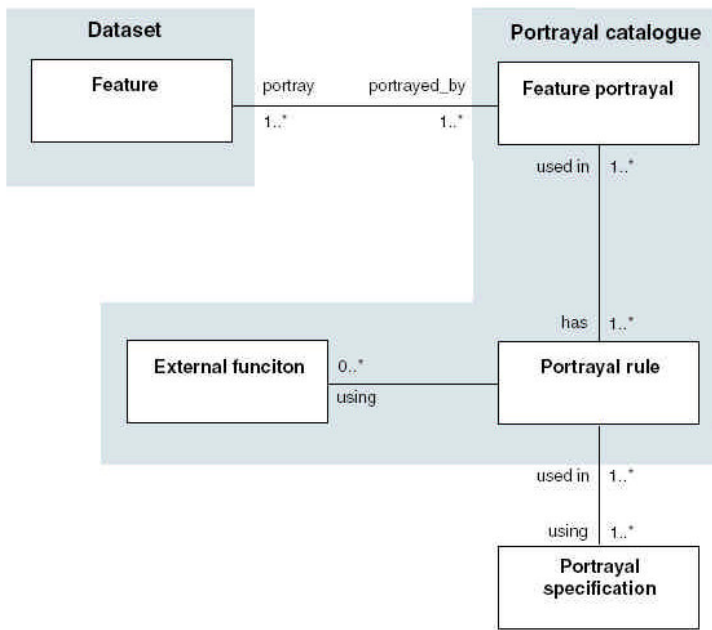 Dataset
Portrayal catalogue
Feature
Feature portrayal
portray
portrayed_by
1..*
1..*
used in
1..*
has
1..*
External funciton
0..*
using
Portrayal rule
used in
1..*
using
1..*
Portrayal
specification